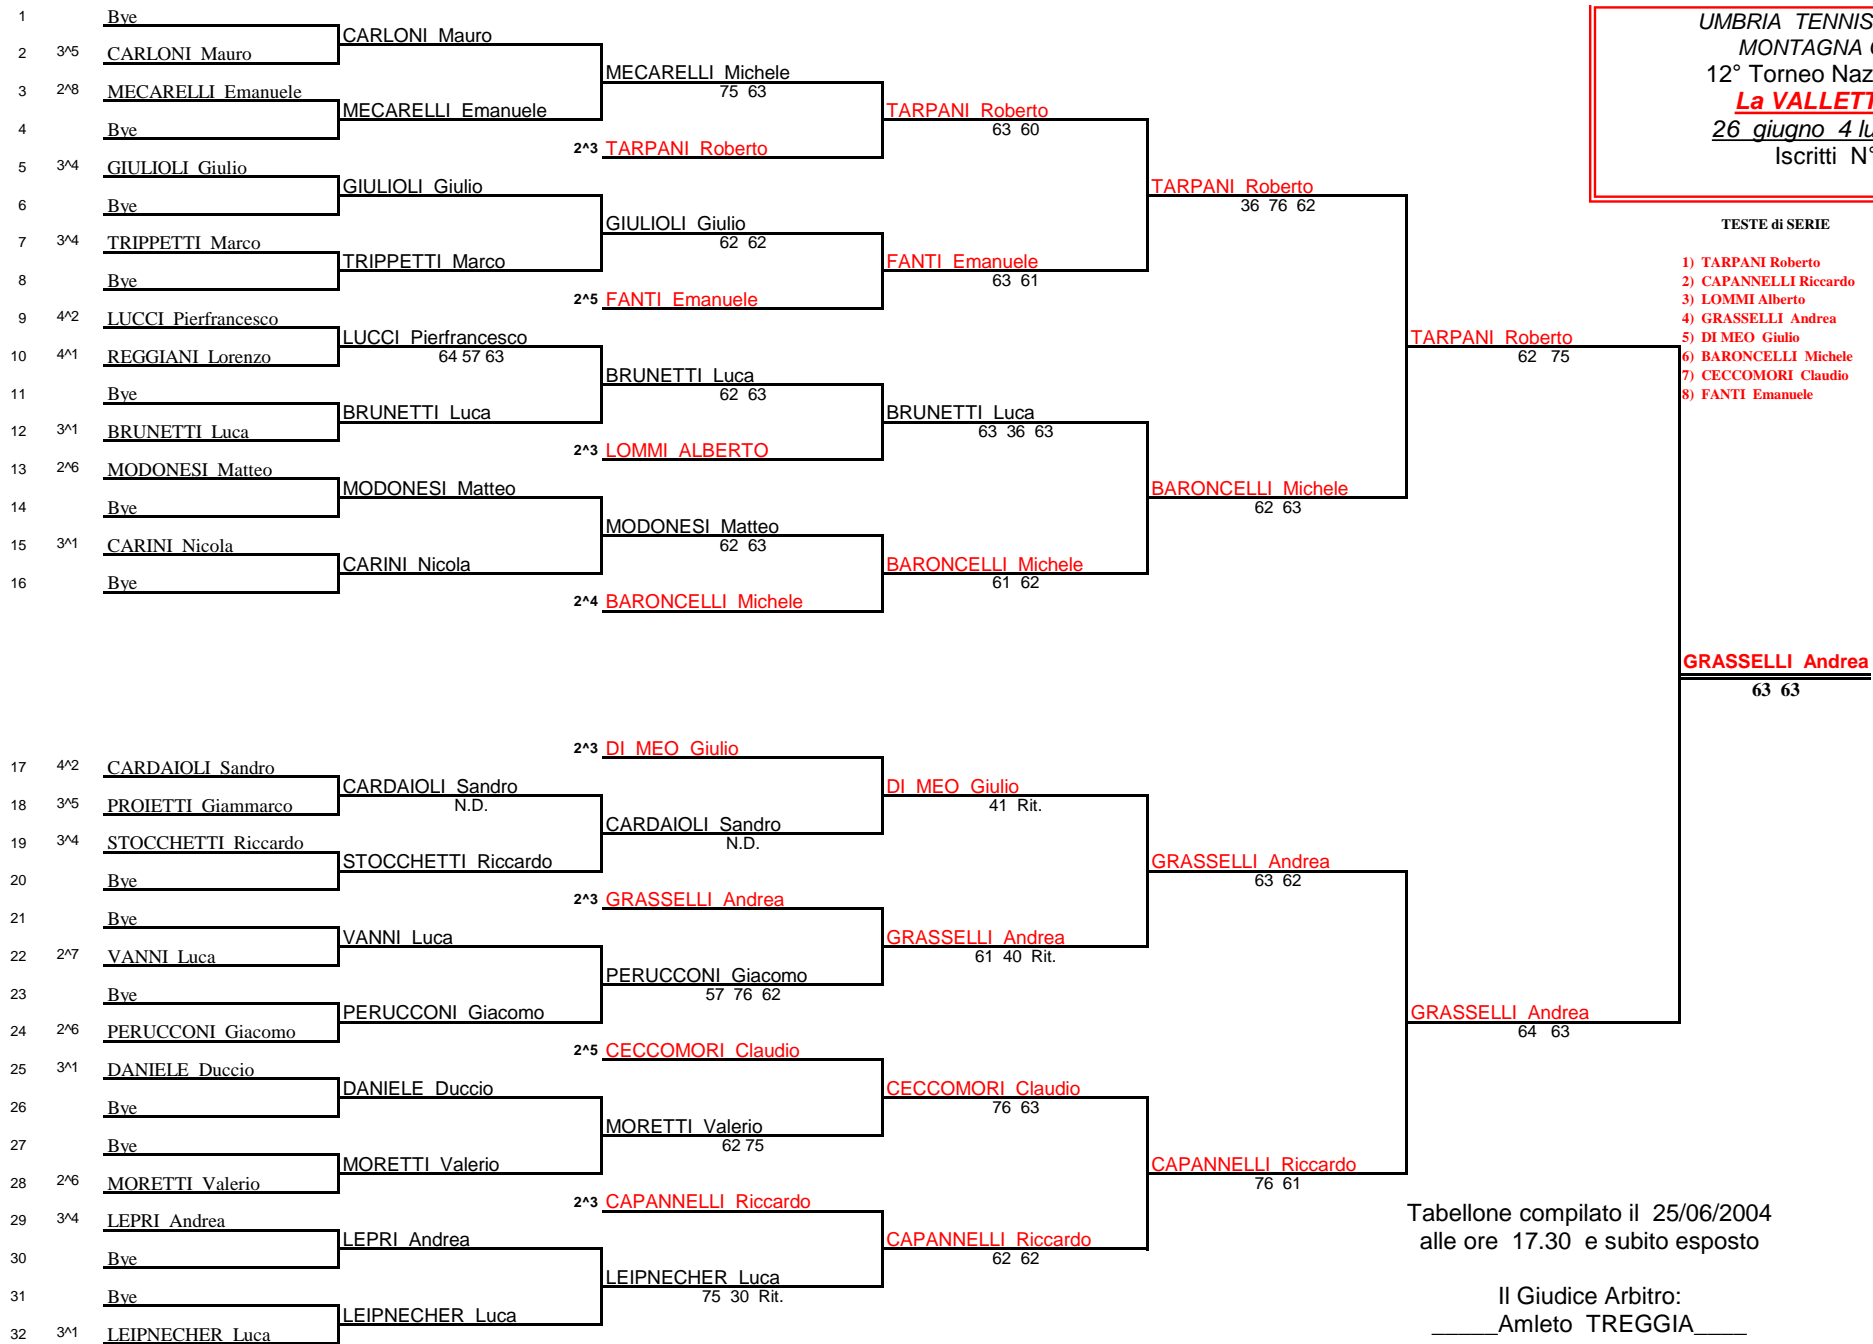 1 Bye
CARLONI Mauro
2 3^5 CARLONI Mauro
MECARELLI Michele
75 63
3 2^8 MECARELLI Emanuele
MECARELLI Emanuele
4 Bye
TARPANI Roberto
63 60
2^3 TARPANI Roberto
5 3^4 GIULIOLI Giulio
GIULIOLI Giulio
6 Bye
TARPANI Roberto
36 76 62
GIULIOLI Giulio
62 62
7 3^4 TRIPPETTI Marco
TRIPPETTI Marco
8 Bye
FANTI Emanuele
63 61
2^5 FANTI Emanuele
9 4^2 LUCCI Pierfrancesco
LUCCI Pierfrancesco
64 57 63
10 4^1 REGGIANI Lorenzo
TARPANI Roberto
62 75
BRUNETTI Luca
62 63
11 Bye
BRUNETTI Luca
12 3^1 BRUNETTI Luca
BRUNETTI Luca
63 36 63
2^3 LOMMI ALBERTO
13 2^6 MODONESI Matteo
MODONESI Matteo
14 Bye
BARONCELLI Michele
62 63
MODONESI Matteo
62 63
15 3^1 CARINI Nicola
CARINI Nicola
16 Bye
BARONCELLI Michele
61 62
2^4 BARONCELLI Michele
UMBRIA TENNIS
MONTAGNA
12° Torneo Naz
La VALLETT
26 giugno 4 lu
Iscritti N°
TESTE di SERIE
1) TARPANI Roberto
2) CAPANNELLI Riccardo
3) LOMMI Alberto
4) GRASSELLI Andrea
5) DI MEO Giulio
6) BARONCELLI Michele
7) CECCOMORI Claudio
8) FANTI Emanuele
GRASSELLI Andrea
63 63
2^3 DI MEO Giulio
17 4^2 CARDAIOLI Sandro
CARDAIOLI Sandro
N.D.
18 3^5 PROIETTI Giammarco
DI MEO Giulio
41 Rit.
CARDAIOLI Sandro
N.D.
19 3^4 STOCCHETTI Riccardo
STOCCHETTI Riccardo
20 Bye
GRASSELLI Andrea
63 62
2^3 GRASSELLI Andrea
21 Bye
VANNI Luca
22 2^7 VANNI Luca
GRASSELLI Andrea
61 40 Rit.
PERUCCONI Giacomo
57 76 62
23 Bye
PERUCCONI Giacomo
24 2^6 PERUCCONI Giacomo
GRASSELLI Andrea
64 63
2^5 CECCOMORI Claudio
25 3^1 DANIELE Duccio
DANIELE Duccio
26 Bye
CECCOMORI Claudio
76 63
MORETTI Valerio
62 75
27 Bye
MORETTI Valerio
28 2^6 MORETTI Valerio
CAPANNELLI Riccardo
76 61
2^3 CAPANNELLI Riccardo
29 3^4 LEPRI Andrea
LEPRI Andrea
30 Bye
CAPANNELLI Riccardo
62 62
LEIPNECHER Luca
75 30 Rit.
31 Bye
LEIPNECHER Luca
32 3^1 LEIPNECHER Luca
Tabellone compilato il 25/06/2004
alle ore 17.30 e subito esposto
Il Giudice Arbitro:
_____Amleto TREGGIA____